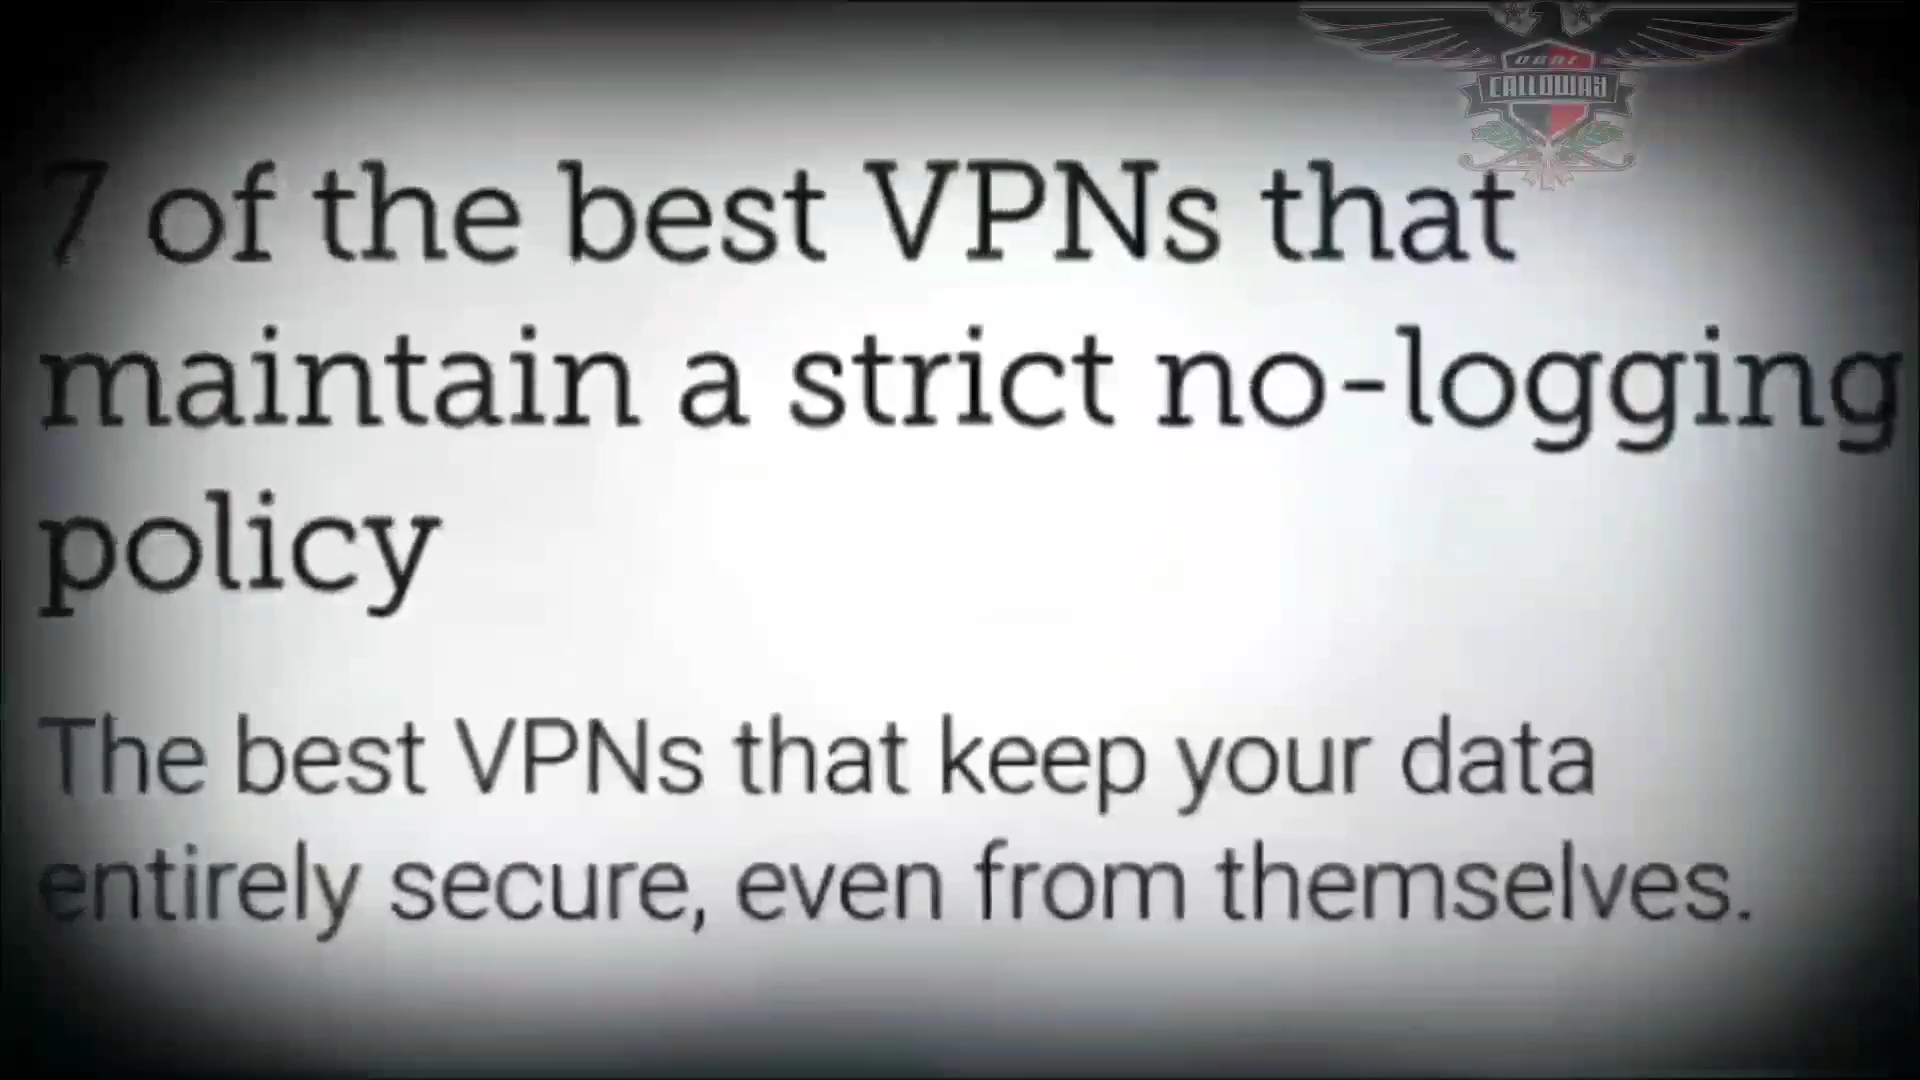 CALLOWAY
7 of the best VPNs that
maintain a strict no-logging
policy
The best VPNs that keep your data
entirely secure, even from themselves.